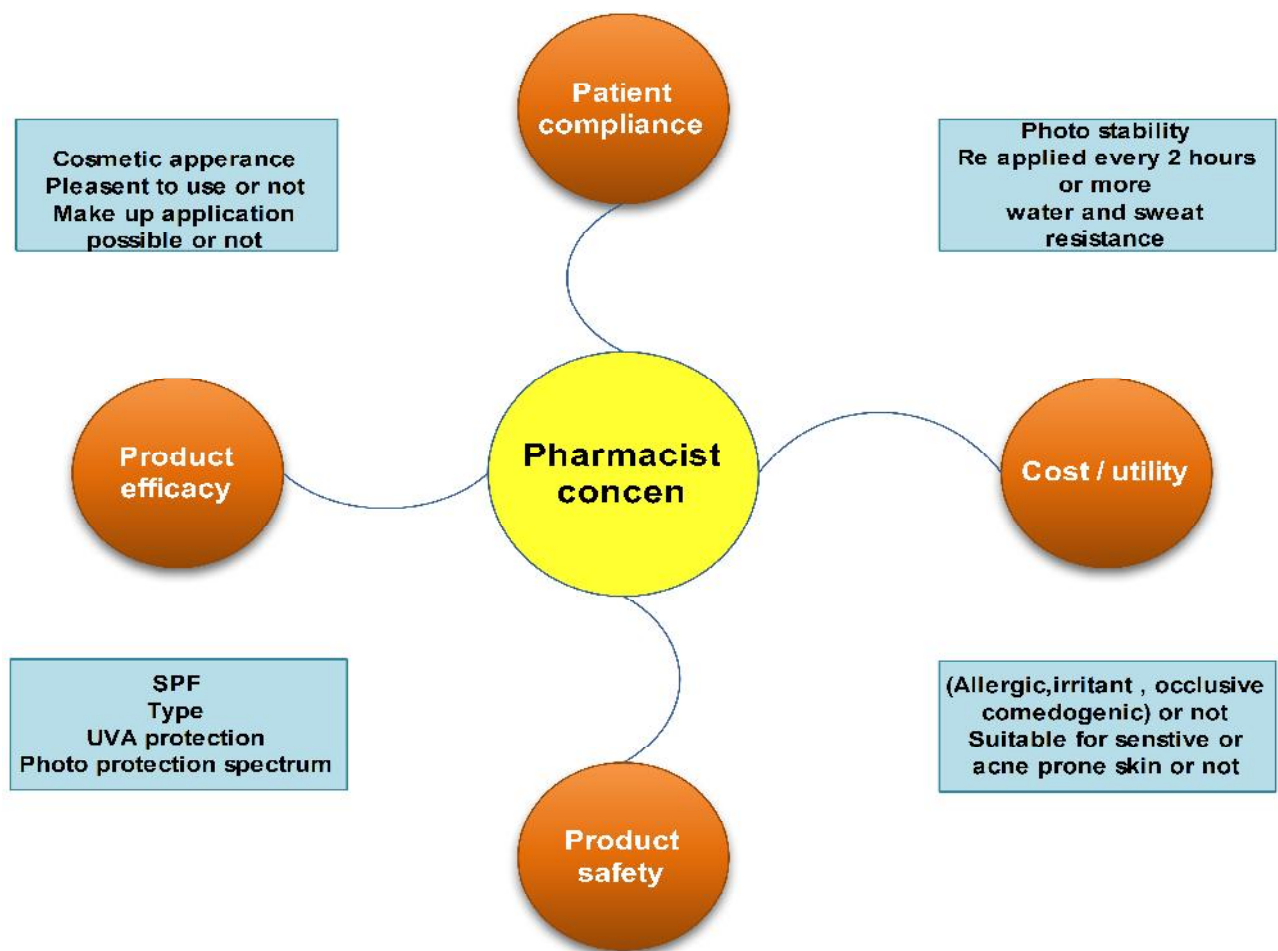 Patient
compliance
Cosmetic apperance
Pleasent to use or not
Make up application
possible or not
Photo stability
Re applied every 2 hours
or more
water and sweat
resistance
Product
efficacy
Pharmacist
concen
Cost / utility
SPF
Type
UVA protection
Photo protection spectrum
(Allergic,irritant , occlusive
comedogenic) or not
Suitable for senstive or
acne prone skin or not
Product
safety